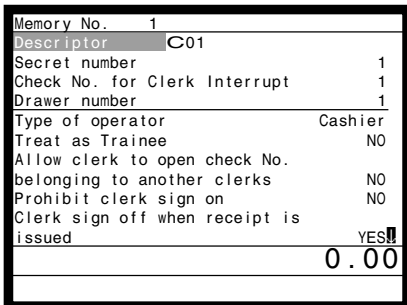 Memory No. 1
Descriptor C01
Secret number 1
Check No. for Clerk Interrupt 1
Drawer number 1
Type of operator Cashier
Treat as Trainee NO
Allow clerk to open check No.
belonging to another clerks NO
Prohibit clerk sign on NO
Clerk sign off when receipt is
issued YES↓
0.00